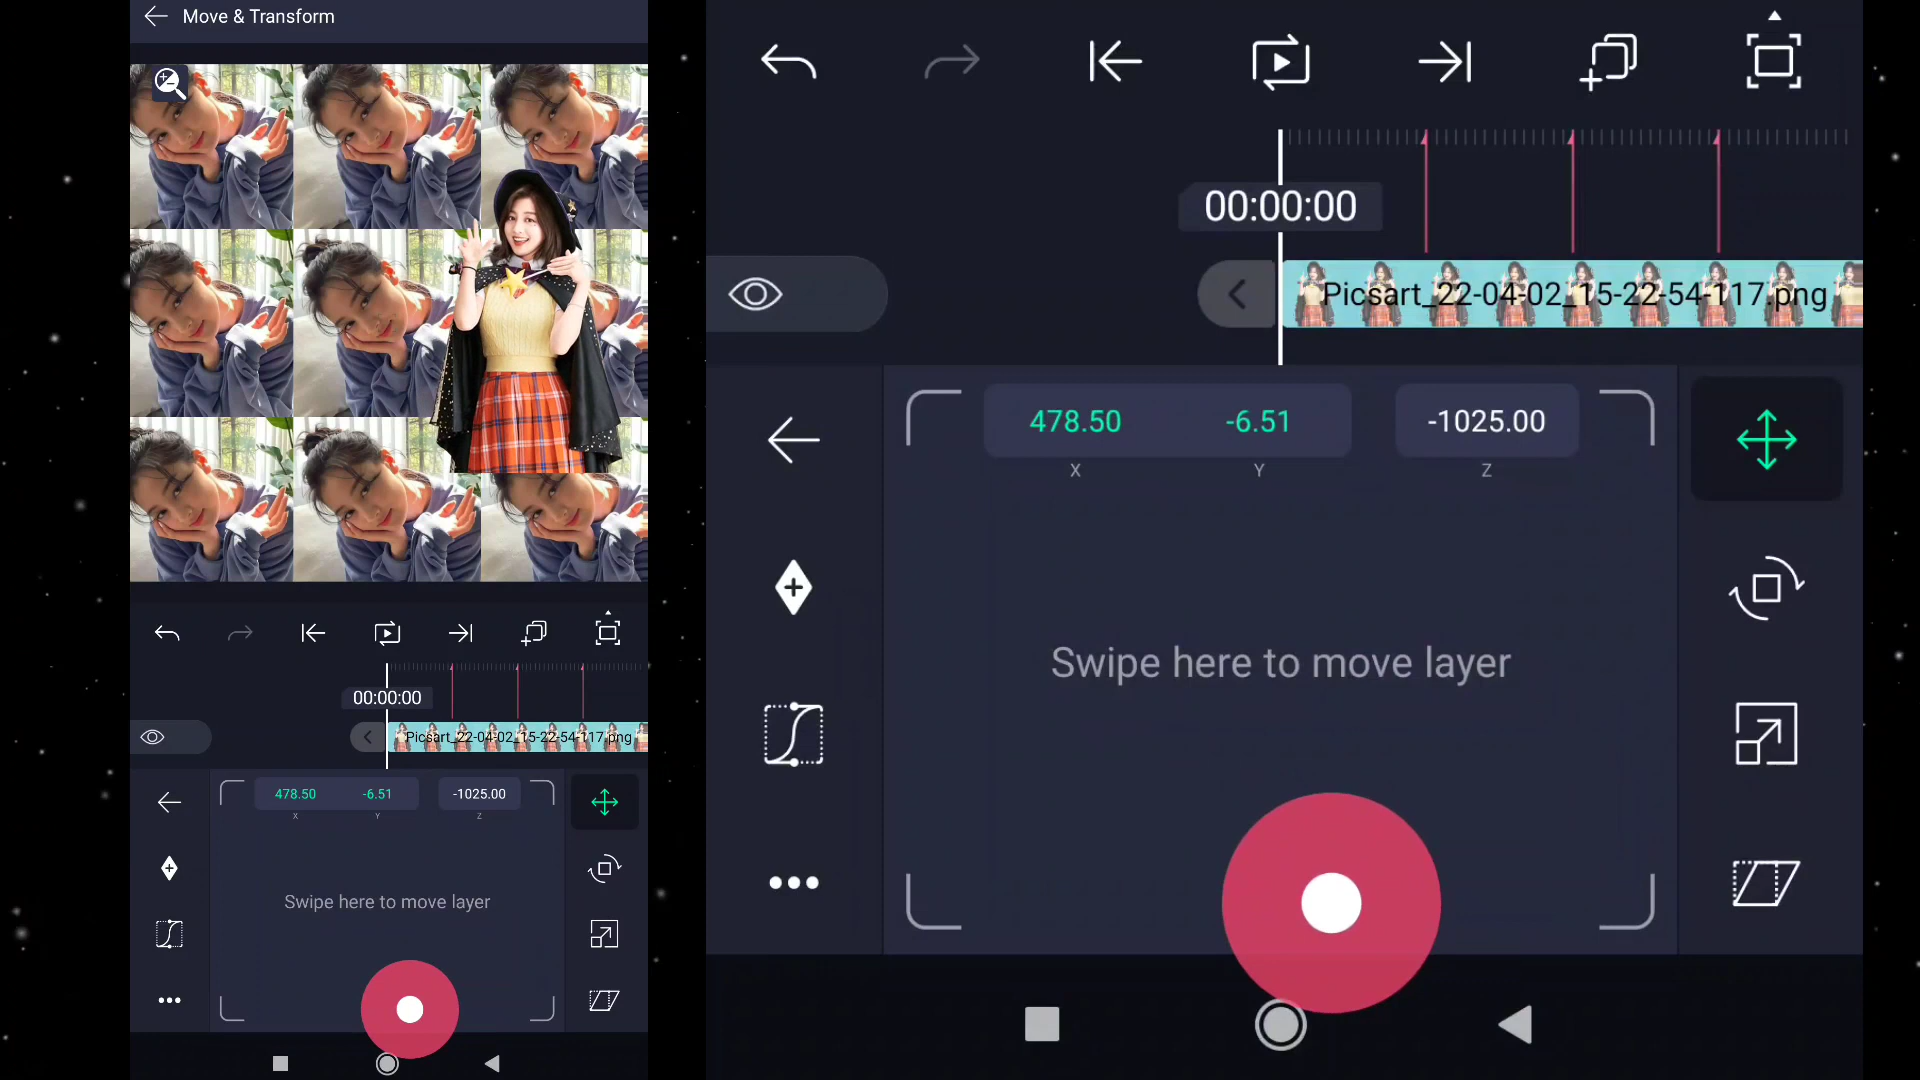 Move & Transform
00:00:00
Picsart_22-04-02_15-22-54-117.png
478.50 -6.51 -1025.00
X Y Z
Swipe here to move layer
00:00:00
Picsart_22-04-02_15-22-54-117.png
478.50 -6.51 -1025.00
X Y Z
Swipe here to move layer